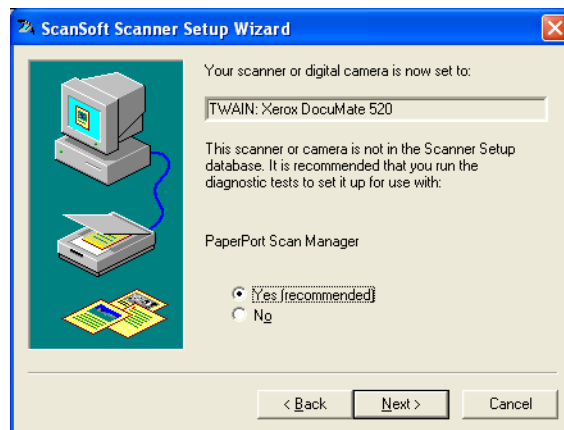 ScanSoft Scanner Setup Wizard
Your scanner or digital camera is now set to:
TWAIN: Xerox DocuMate 520
This scanner or camera is not in the Scanner Setup
database. It is recommended that you run the
diagnostic tests to set it up for use with:
PaperPort Scan Manager
Yes (recommended)
No
< Back
Next >
Cancel